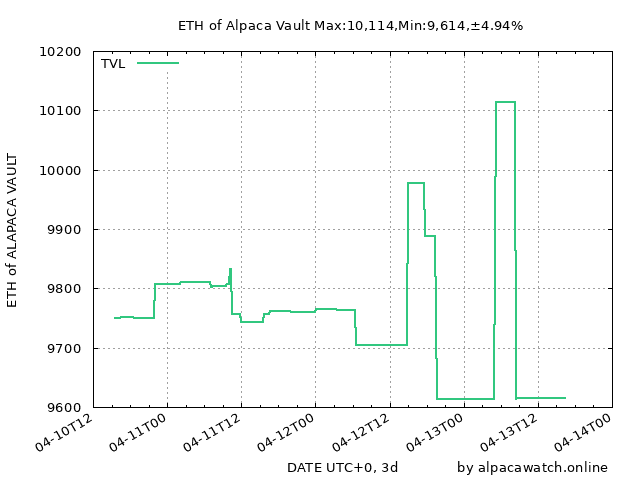 ETH of Alpaca Vault Max:10,114,Min:9,614,±4.94%
TVL
10200
10100
10000
9900
9800
9700
9600
ETH of ALAPACA VAULT
04-10T12
04-11T00
04-11T12
04-12T00
04-12T12
04-13T00
04-13T12
04-14T00
DATE UTC+0, 3d
by alpacawatch.online